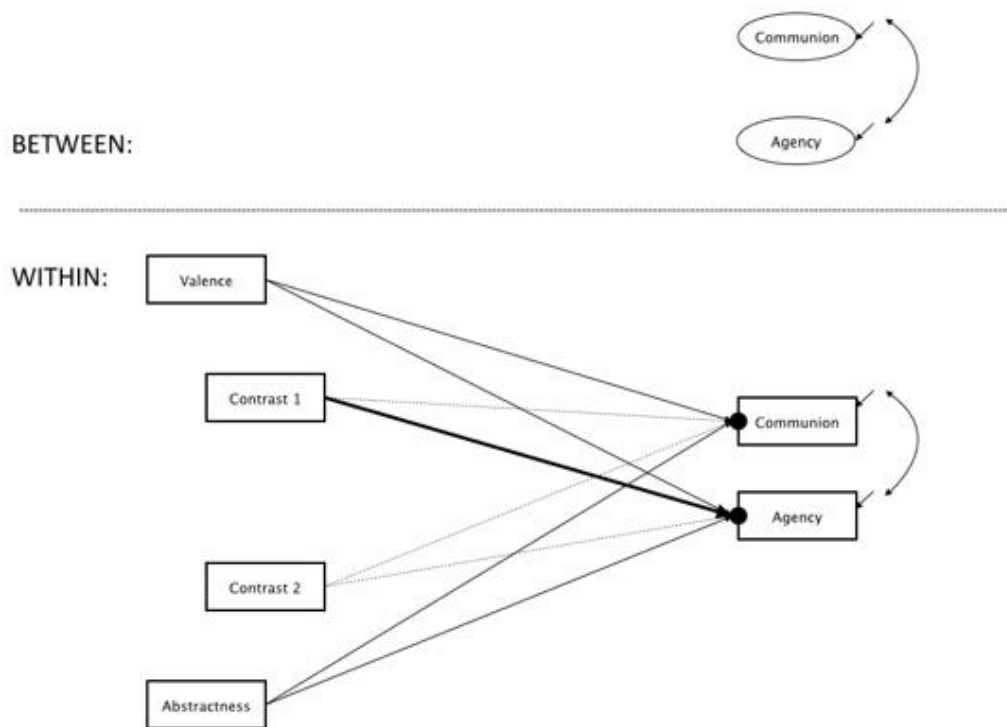 Communion
Agency
BETWEEN:
WITHIN:
Valence
Contrast 1
Communion
Agency
Contrast 2
Abstractness